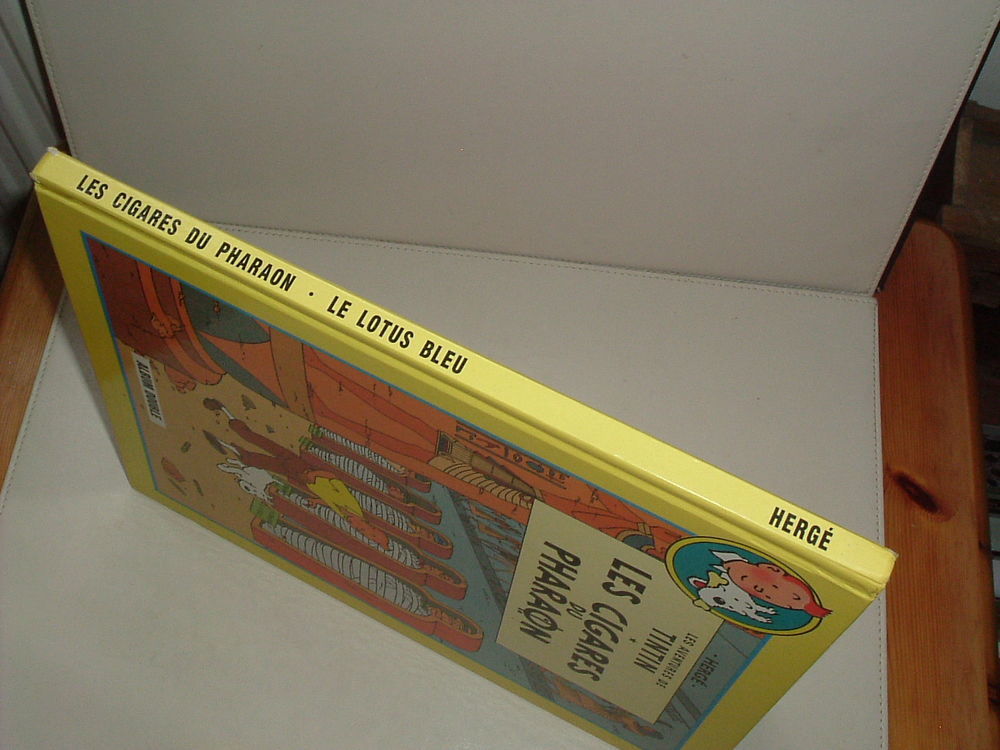 LES CIGARES DU PHARAON · LE LOTUS BLEU HERGÉ
·HERGÉ·
LES AVENTURES DE
TINTIN
LES CIGARES
DU
PHARAON
ALBUM DOUBLE